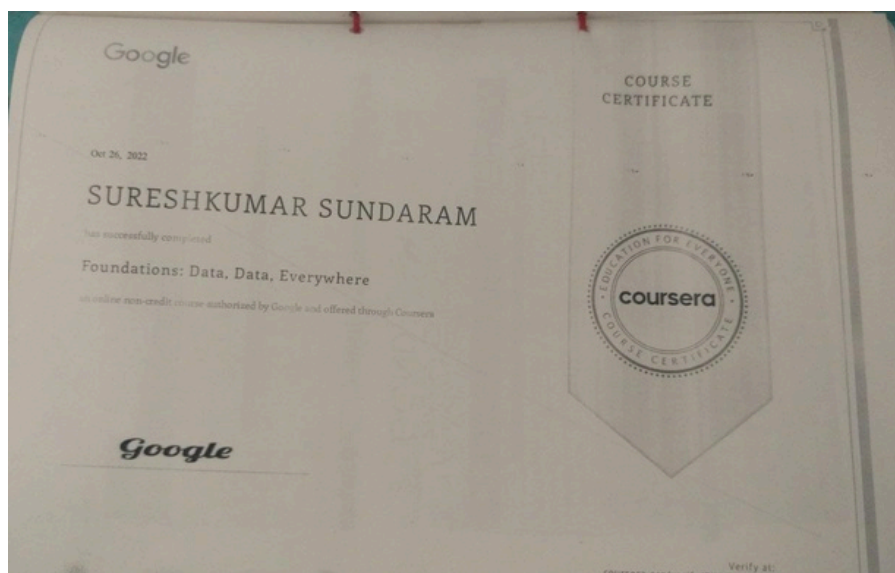 Google
COURSE
CERTIFICATE
Oct 26, 2022
SURESHKUMAR SUNDARAM
has successfully completed
Foundations: Data, Data, Everywhere
an online non-credit course authorized by Google and offered through Coursera
EDUCATION FOR EVERYONE
coursera
COURSE CERTIFICATE
Google
Verify at: